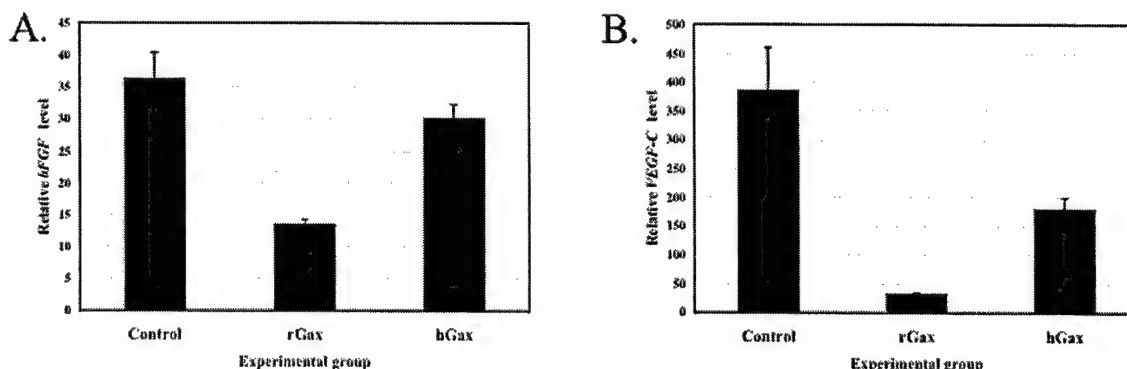 A.
Relative bFGF level
45
40
35
30
25
20
15
10
5
0
Control rGax hGax
Experimental group
B.
Relative VEGF-C level
500
450
400
350
300
250
200
150
100
50
0
Control rGax hGax
Experimental group